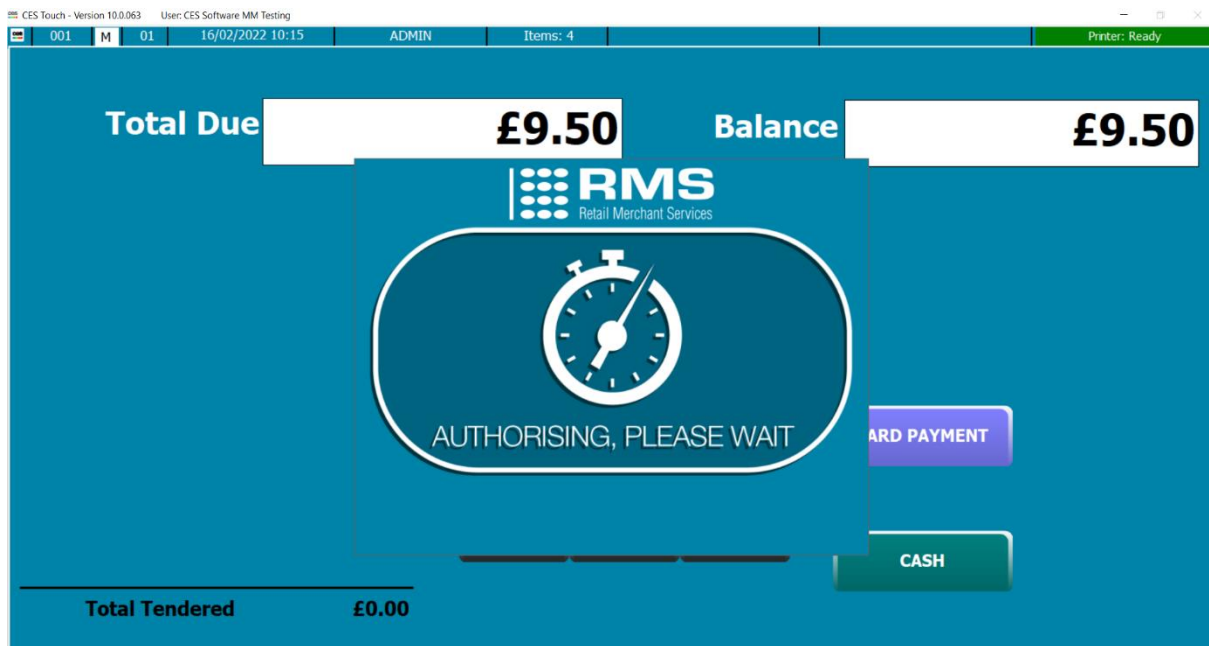 CES Touch - Version 10.0.063 User: CES Software MM Testing
001 M 01 16/02/2022 10:15 ADMIN Items: 4 Printer: Ready
Total Due £9.50 Balance £9.50
RMS
Retail Merchant Services
AUTHORISING, PLEASE WAIT
ARD PAYMENT
CASH
Total Tendered £0.00